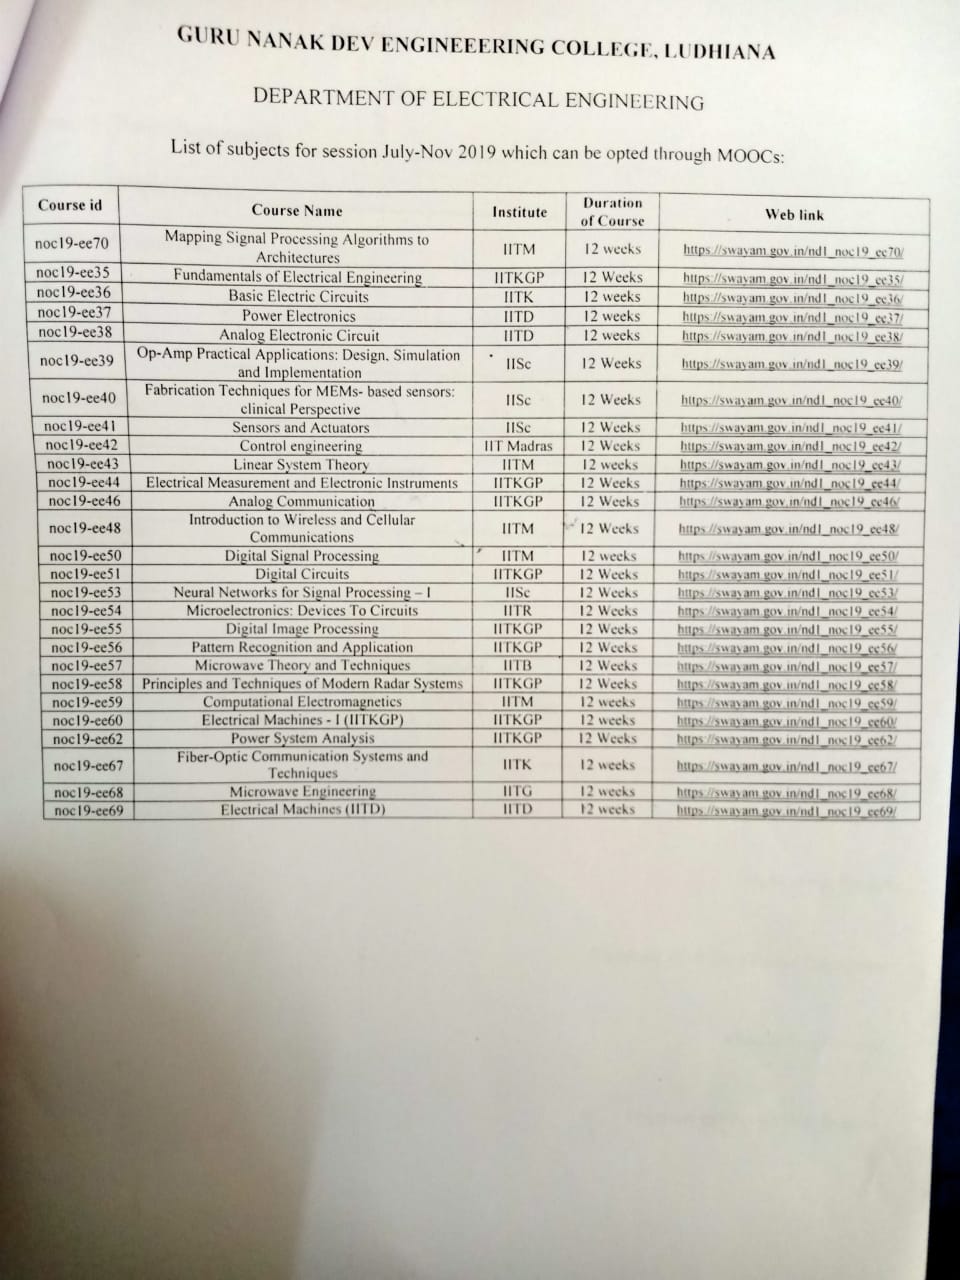 GURU NANAK DEV ENGINEEERING COLLEGE, LUDHIANA
DEPARTMENT OF ELECTRICAL ENGINEERING
List of subjects for session July-Nov 2019 which can be opted through MOOCs:
Course id Course Name Institute Duration of Course Web link
noc19-ee70 Mapping Signal Processing Algorithms to Architectures IITM 12 weeks https://swayam.gov.in/nd1_noc19_ee70/
noc19-ee35 Fundamentals of Electrical Engineering IITKGP 12 Weeks https://swayam.gov.in/nd1_noc19_ee35/
noc19-ee36 Basic Electric Circuits IITK 12 weeks https://swayam.gov.in/nd1_noc19_ee36/
noc19-ee37 Power Electronics IITD 12 weeks https://swayam.gov.in/nd1_noc19_ee37/
noc19-ee38 Analog Electronic Circuit IITD 12 weeks https://swayam.gov.in/nd1_noc19_ee38/
noc19-ee39 Op-Amp Practical Applications: Design, Simulation and Implementation IISc 12 Weeks https://swayam.gov.in/nd1_noc19_ee39/
noc19-ee40 Fabrication Techniques for MEMs- based sensors: clinical Perspective IISc 12 Weeks https://swayam.gov.in/nd1_noc19_ee40/
noc19-ee41 Sensors and Actuators IISc 12 Weeks https://swayam.gov.in/nd1_noc19_ee41/
noc19-ee42 Control engineering IIT Madras 12 Weeks https://swayam.gov.in/nd1_noc19_ee42/
noc19-ee43 Linear System Theory IITM 12 weeks https://swayam.gov.in/nd1_noc19_ee43/
noc19-ee44 Electrical Measurement and Electronic Instruments IITKGP 12 Weeks https://swayam.gov.in/nd1_noc19_ee44/
noc19-ee46 Analog Communication IITKGP 12 Weeks https://swayam.gov.in/nd1_noc19_ee46/
noc19-ee48 Introduction to Wireless and Cellular Communications IITM 12 Weeks https://swayam.gov.in/nd1_noc19_ee48/
noc19-ee50 Digital Signal Processing IITM 12 weeks https://swayam.gov.in/nd1_noc19_ee50/
noc19-ee51 Digital Circuits IITKGP 12 Weeks https://swayam.gov.in/nd1_noc19_ee51/
noc19-ee53 Neural Networks for Signal Processing – I IISc 12 Weeks https://swayam.gov.in/nd1_noc19_ee53/
noc19-ee54 Microelectronics: Devices To Circuits IITR 12 Weeks https://swayam.gov.in/nd1_noc19_ee54/
noc19-ee55 Digital Image Processing IITKGP 12 Weeks https://swayam.gov.in/nd1_noc19_ee55/
noc19-ee56 Pattern Recognition and Application IITKGP 12 Weeks https://swayam.gov.in/nd1_noc19_ee56/
noc19-ee57 Microwave Theory and Techniques IITB 12 Weeks https://swayam.gov.in/nd1_noc19_ee57/
noc19-ee58 Principles and Techniques of Modern Radar Systems IITKGP 12 Weeks https://swayam.gov.in/nd1_noc19_ee58/
noc19-ee59 Computational Electromagnetics IITM 12 weeks https://swayam.gov.in/nd1_noc19_ee59/
noc19-ee60 Electrical Machines - I (IITKGP) IITKGP 12 weeks https://swayam.gov.in/nd1_noc19_ee60/
noc19-ee62 Power System Analysis IITKGP 12 Weeks https://swayam.gov.in/nd1_noc19_ee62/
noc19-ee67 Fiber-Optic Communication Systems and Techniques IITK 12 weeks https://swayam.gov.in/nd1_noc19_ee67/
noc19-ee68 Microwave Engineering IITG 12 weeks https://swayam.gov.in/nd1_noc19_ee68/
noc19-ee69 Electrical Machines (IITD) IITD 12 weeks https://swayam.gov.in/nd1_noc19_ee69/